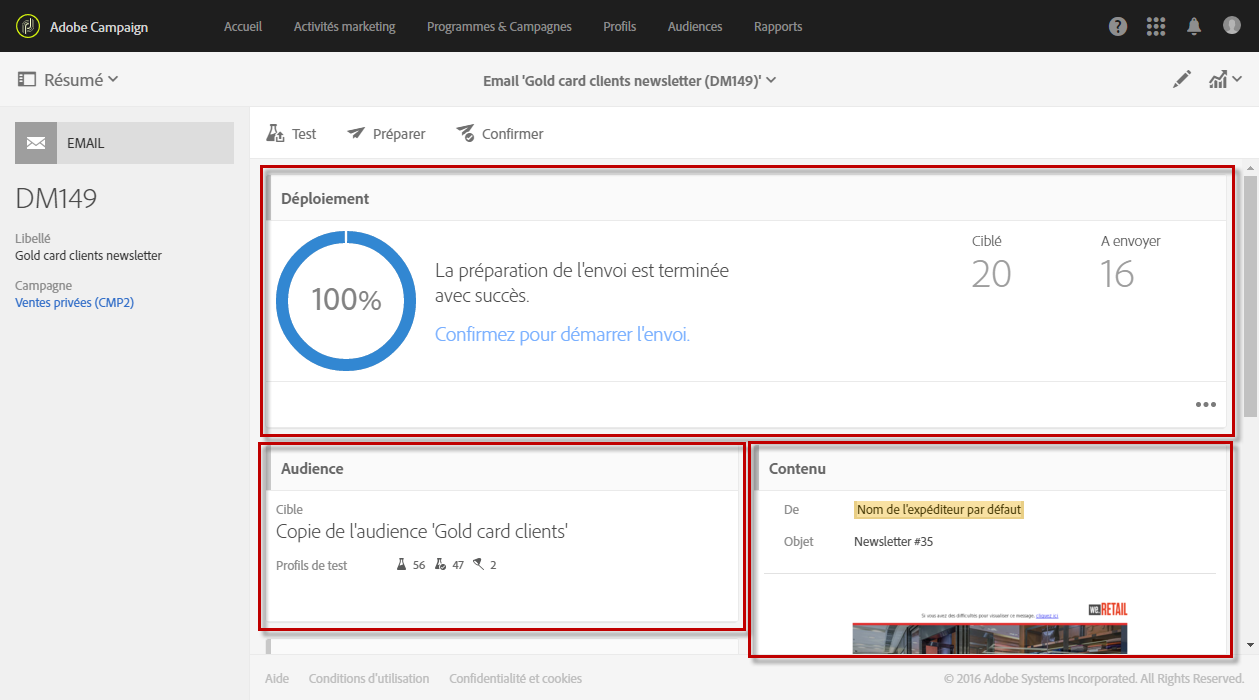 Adobe Campaign
Accueil
Activités marketing
Programmes & Campagnes
Profils
Audiences
Rapports
Résumé
Email 'Gold card clients newsletter (DM149)'
EMAIL
DM149
Libellé
Gold card clients newsletter
Campagne
Ventes privées (CMP2)
Test
Préparer
Confirmer
Déploiement
100%
La préparation de l'envoi est terminée
avec succès.
Confirmez pour démarrer l'envoi.
Ciblé
20
A envoyer
16
Audience
Cible
Copie de l'audience 'Gold card clients'
Profils de test
56
47
2
Contenu
De
Nom de l'expéditeur par défaut
Objet
Newsletter #35
Si vous avez des difficultés pour visualiser ce message, cliquez ici
we.RETAIL
Aide
Conditions d'utilisation
Confidentialité et cookies
© 2016 Adobe Systems Incorporated. All Rights Reserved.